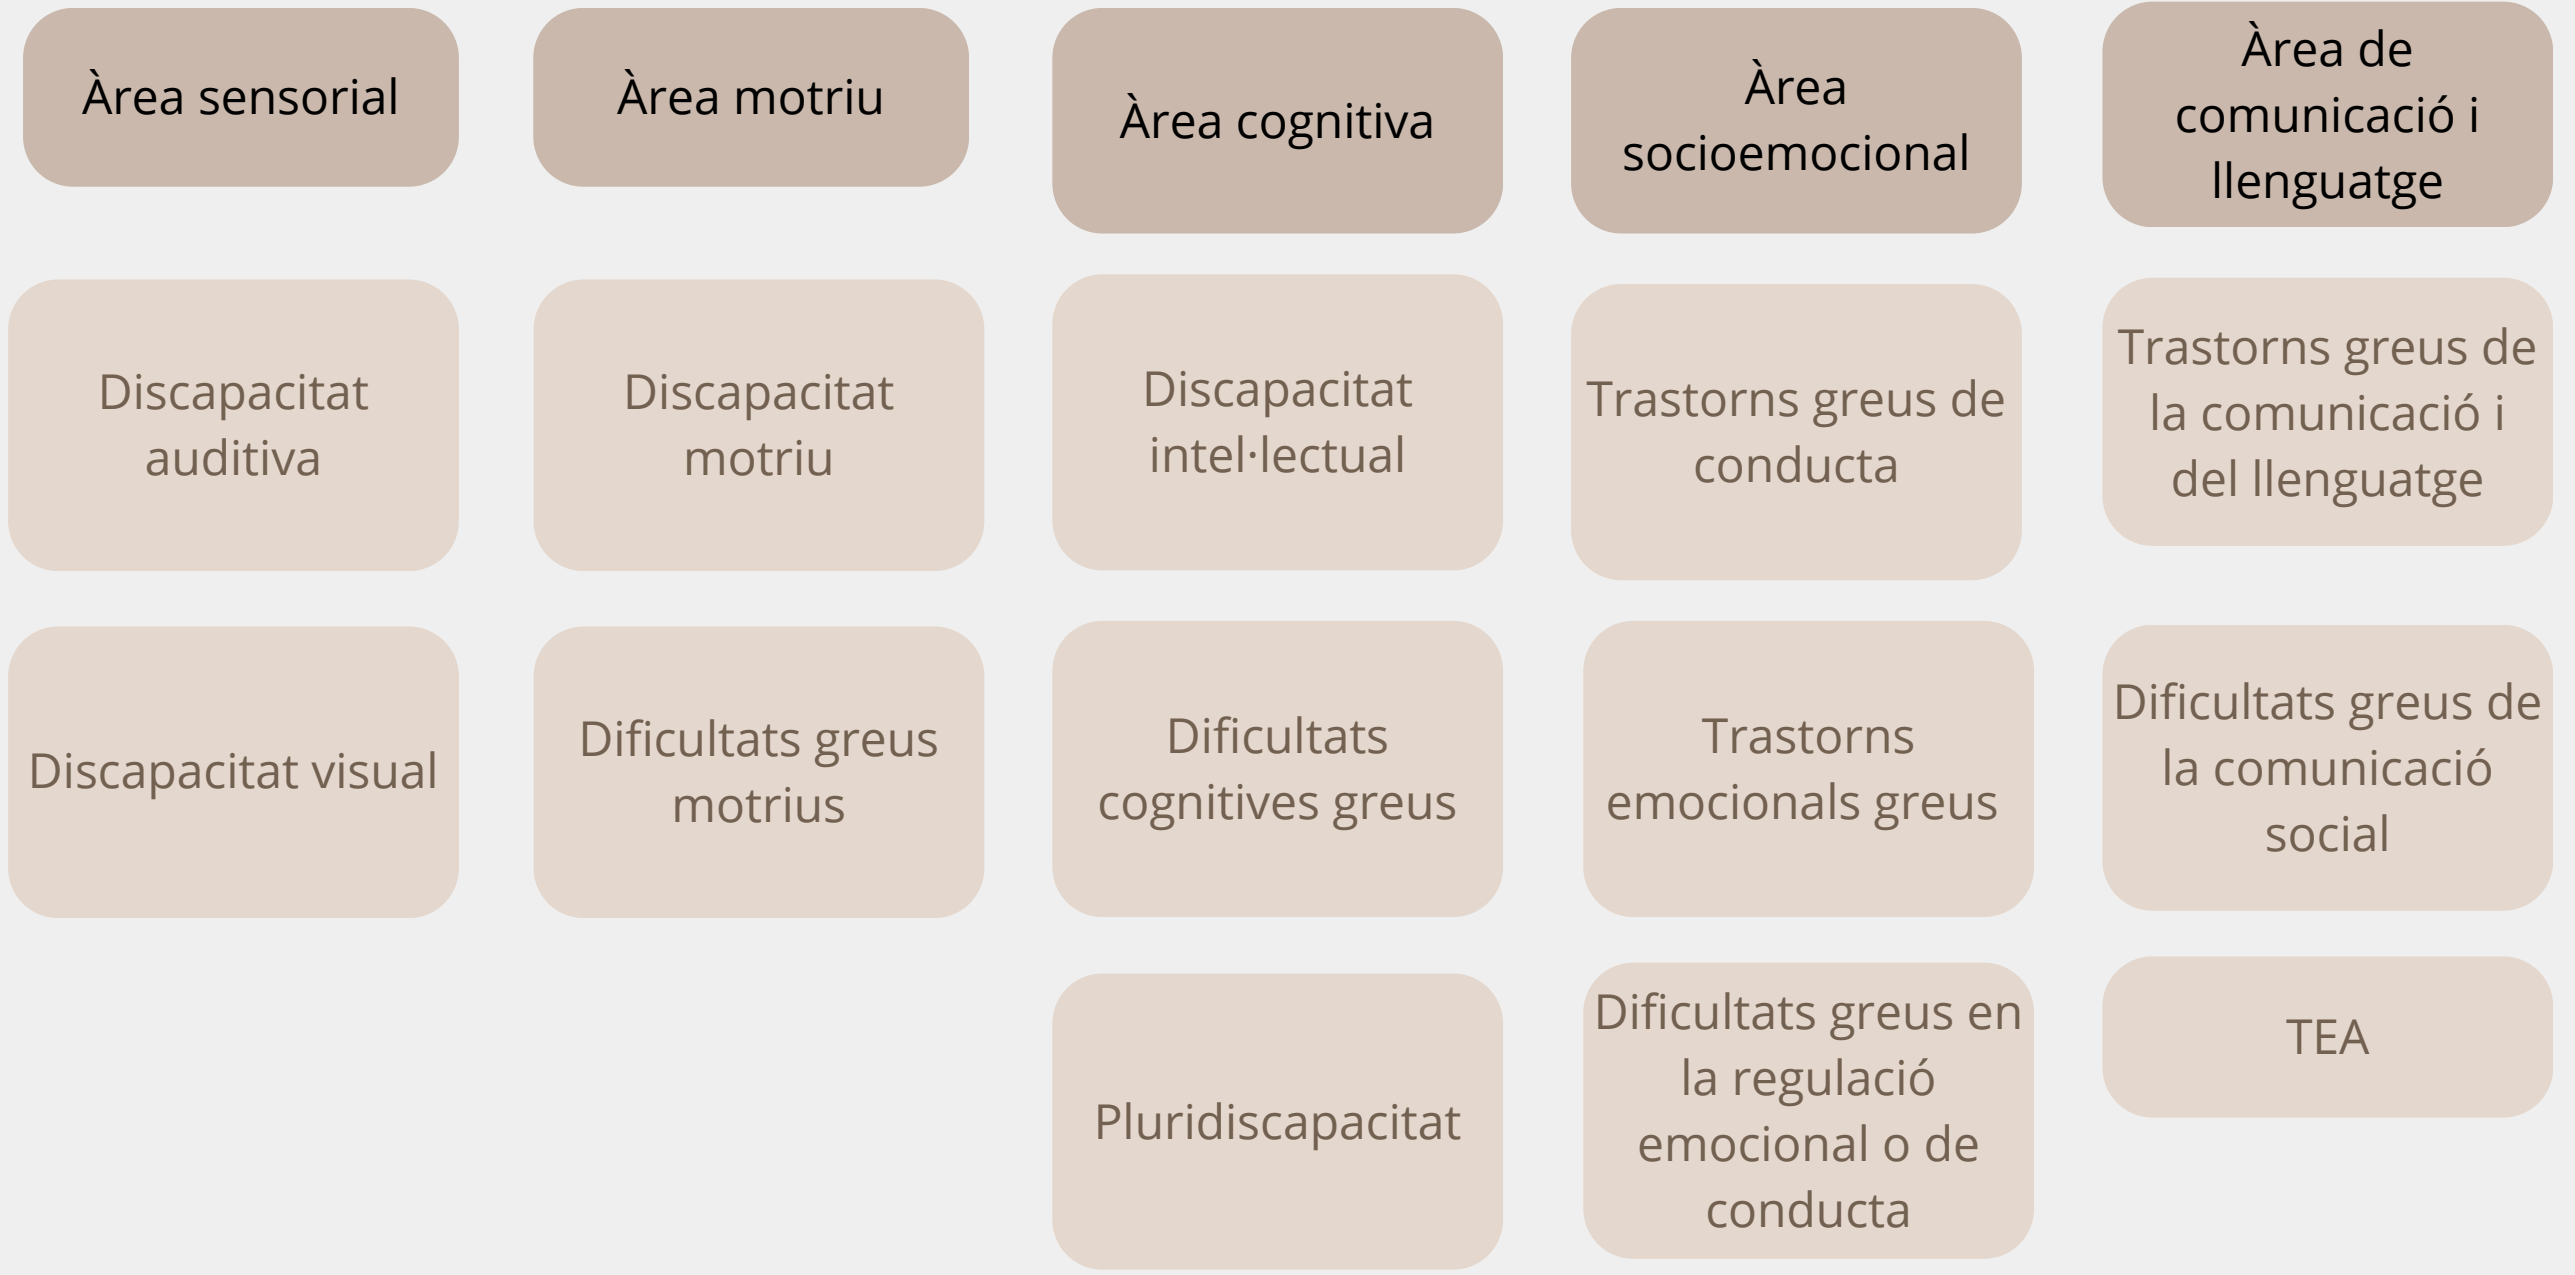 Àrea sensorial
Àrea motriu
Àrea cognitiva
Àrea
socioemocional
Àrea de
comunicació i
llenguatge
Discapacitat
auditiva
Discapacitat
motriu
Discapacitat
intel·lectual
Trastorns greus de
conducta
Trastorns greus de
la comunicació i
del llenguatge
Discapacitat visual
Dificultats greus
motrius
Dificultats
cognitives greus
Trastorns
emocionals greus
Dificultats greus de
la comunicació
social
Pluridiscapacitat
Dificultats greus en
la regulació
emocional o de
conducta
TEA